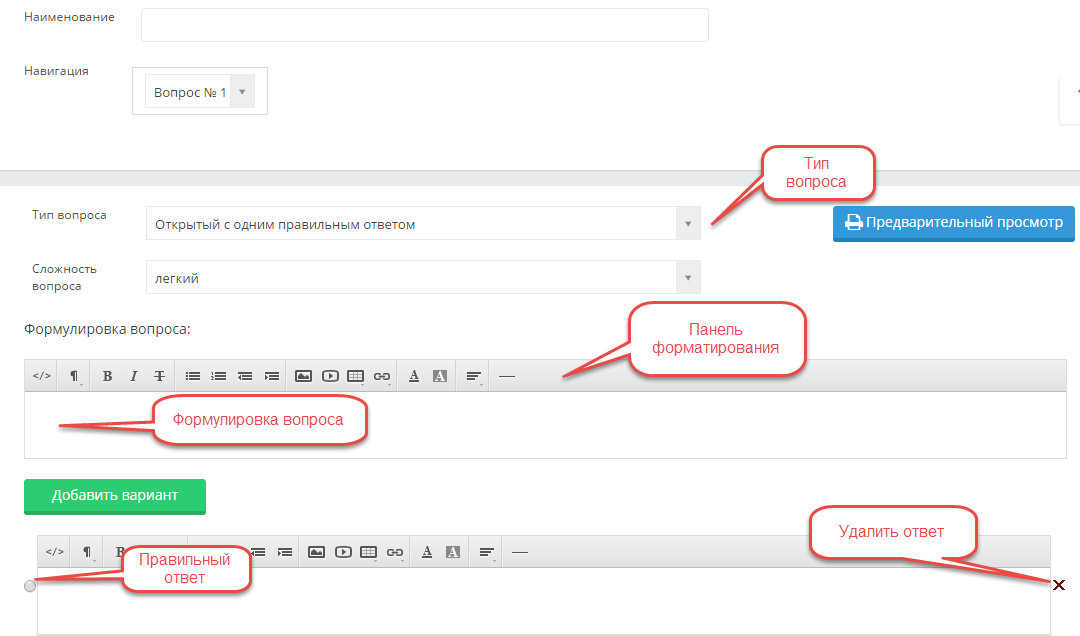 Наименование
Навигация
Вопрос № 1
Тип
вопроса
Тип вопроса
Открытый с одним правильным ответом
Предварительный просмотр
Сложность
вопроса
легкий
Формулировка вопроса:
Панель
форматирования
</> ¶ B I T A A
Формулировка вопроса
Добавить вариант
Удалить ответ
</> ¶ B A A
Правильный
ответ